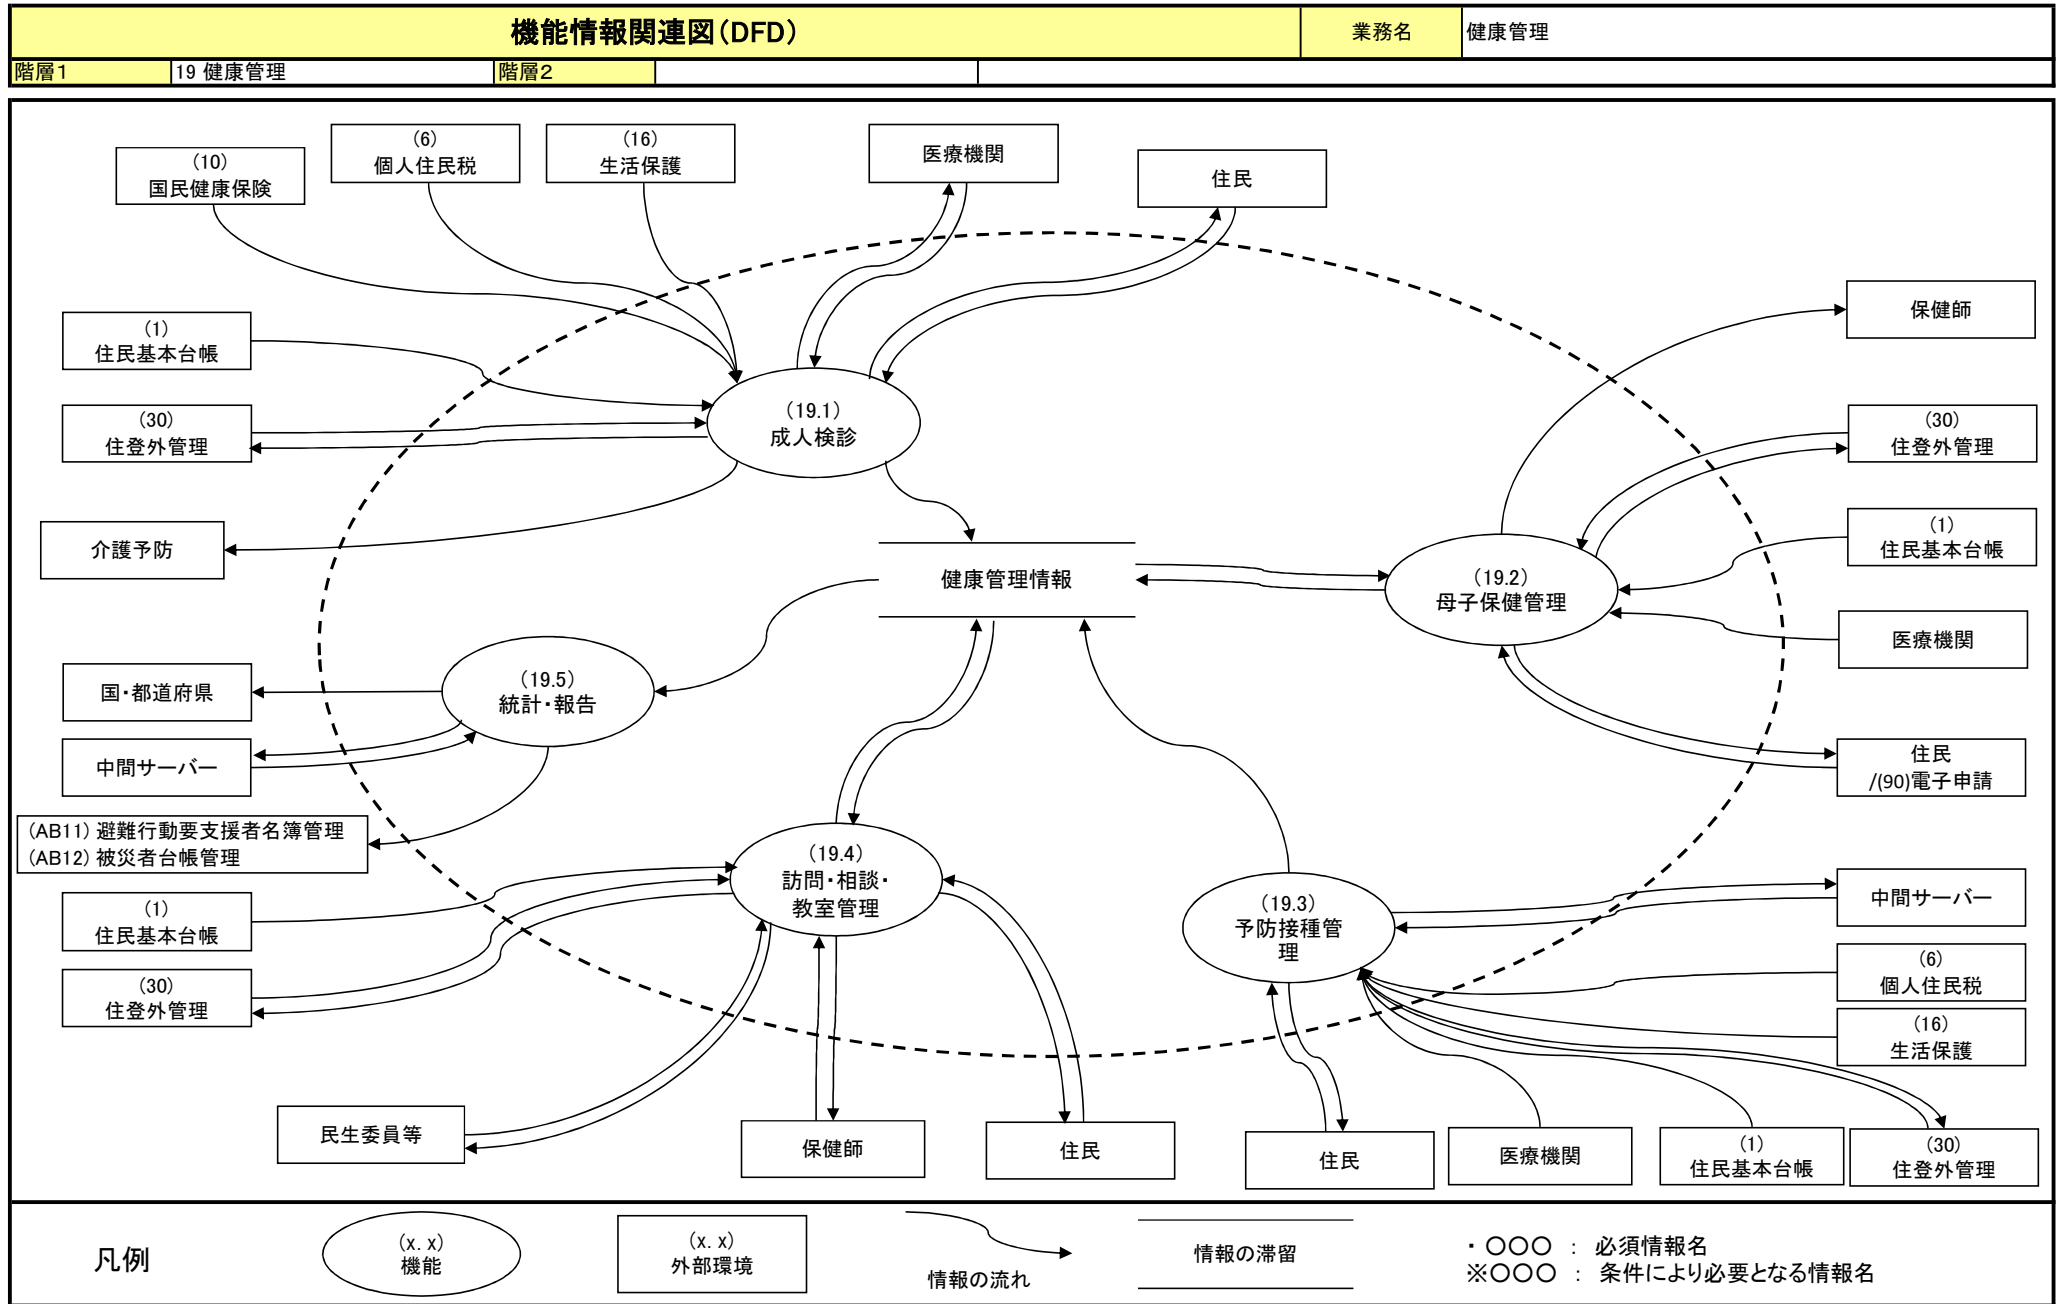 機能情報関連図(DFD)
業務名
健康管理
階層1
19 健康管理
階層2
(10)
国民健康保険
(6)
個人住民税
(16)
生活保護
医療機関
住民
(1)
住民基本台帳
(30)
住登外管理
介護予防
(19.1)
成人検診
保健師
(30)
住登外管理
(1)
住民基本台帳
医療機関
住民
/(90)電子申請
(19.2)
母子保健管理
健康管理情報
(19.5)
統計・報告
国・都道府県
中間サーバー
(AB11)避難行動要支援者名簿管理
(AB12)被災者台帳管理
(1)
住民基本台帳
(30)
住登外管理
(19.4)
訪問・相談・
教室管理
(19.3)
予防接種管
理
中間サーバー
(6)
個人住民税
(16)
生活保護
民生委員等
保健師
住民
住民
医療機関
(1)
住民基本台帳
(30)
住登外管理
凡例
(x.x)
機能
(x.x)
外部環境
情報の流れ
情報の滞留
・ 〇〇〇 : 必須情報名
※〇〇〇 : 条件により必要となる情報名